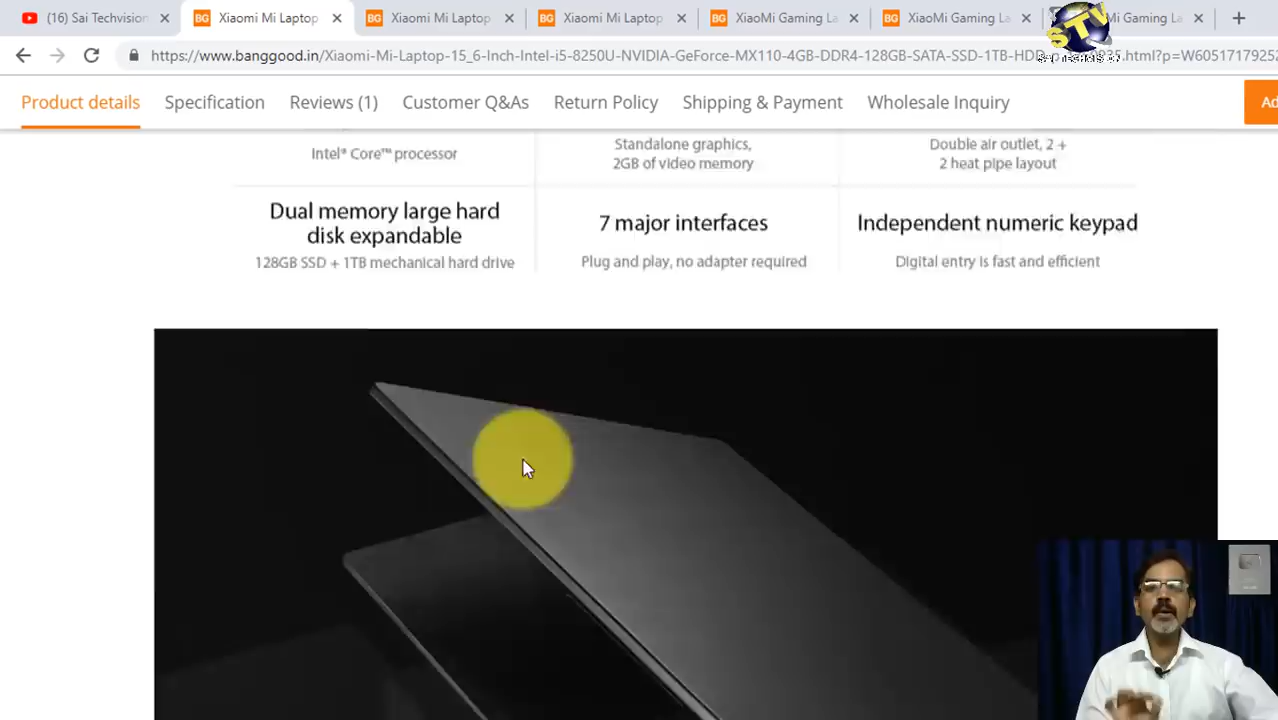 (16) Sai Techvision
Xiaomi Mi Laptop
Xiaomi Mi Laptop
Xiaomi Mi Laptop
XiaoMi Gaming La
XiaoMi Gaming La
Mi Gaming La
STV
https://www.banggood.in/Xiaomi-Mi-Laptop-15_6-Inch-Intel-i5-8250U-NVIDIA-GeForce-MX110-4GB-DDR4-128GB-SATA-SSD-1TB-HDD
.html?p=W6051717925
Product details
Specification
Reviews (1)
Customer Q&As
Return Policy
Shipping & Payment
Wholesale Inquiry
Ad
Intel® Core™ processor
Standalone graphics,
2GB of video memory
Double air outlet, 2 +
2 heat pipe layout
Dual memory large hard
disk expandable
128GB SSD + 1TB mechanical hard drive
7 major interfaces
Plug and play, no adapter required
Independent numeric keypad
Digital entry is fast and efficient